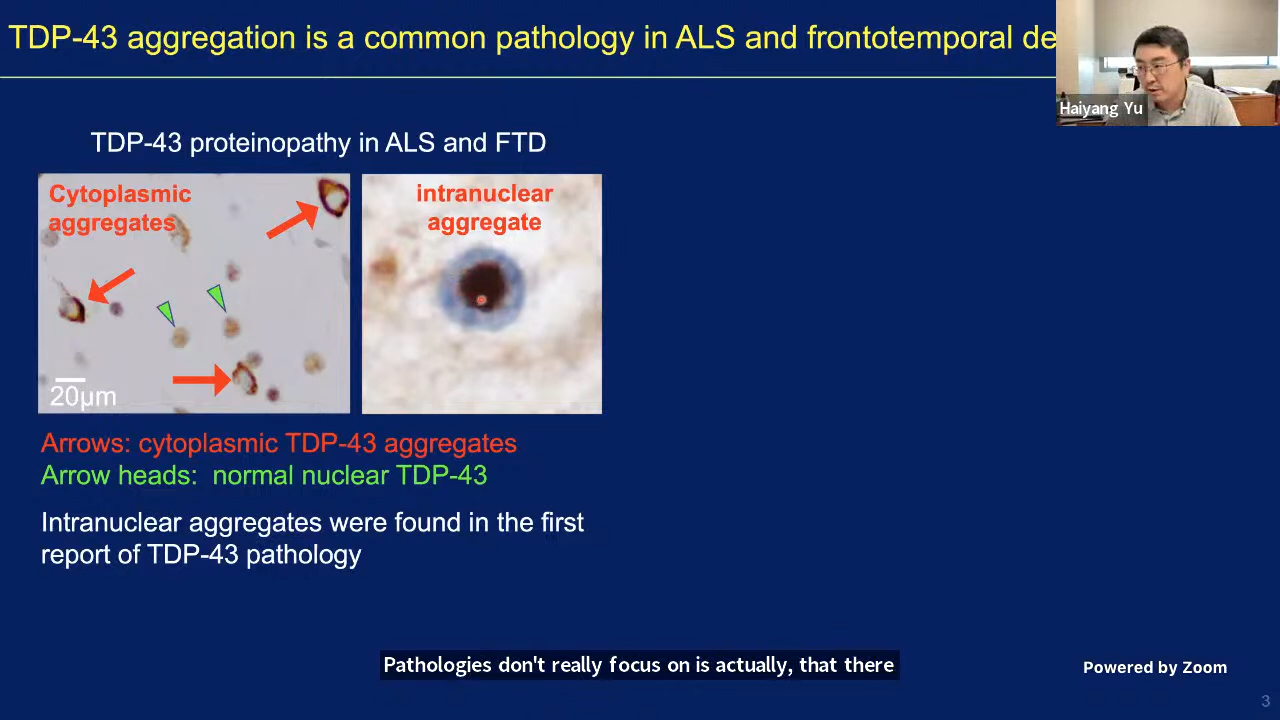 TDP-43 aggregation is a common pathology in ALS and frontotemporal de
Haiyang Yu
TDP-43 proteinopathy in ALS and FTD
Cytoplasmic
aggregates
intranuclear
aggregate
20µm
Arrows: cytoplasmic TDP-43 aggregates
Arrow heads: normal nuclear TDP-43
Intranuclear aggregates were found in the first
report of TDP-43 pathology
Pathologies don't really focus on is actually, that there
Powered by Zoom
3